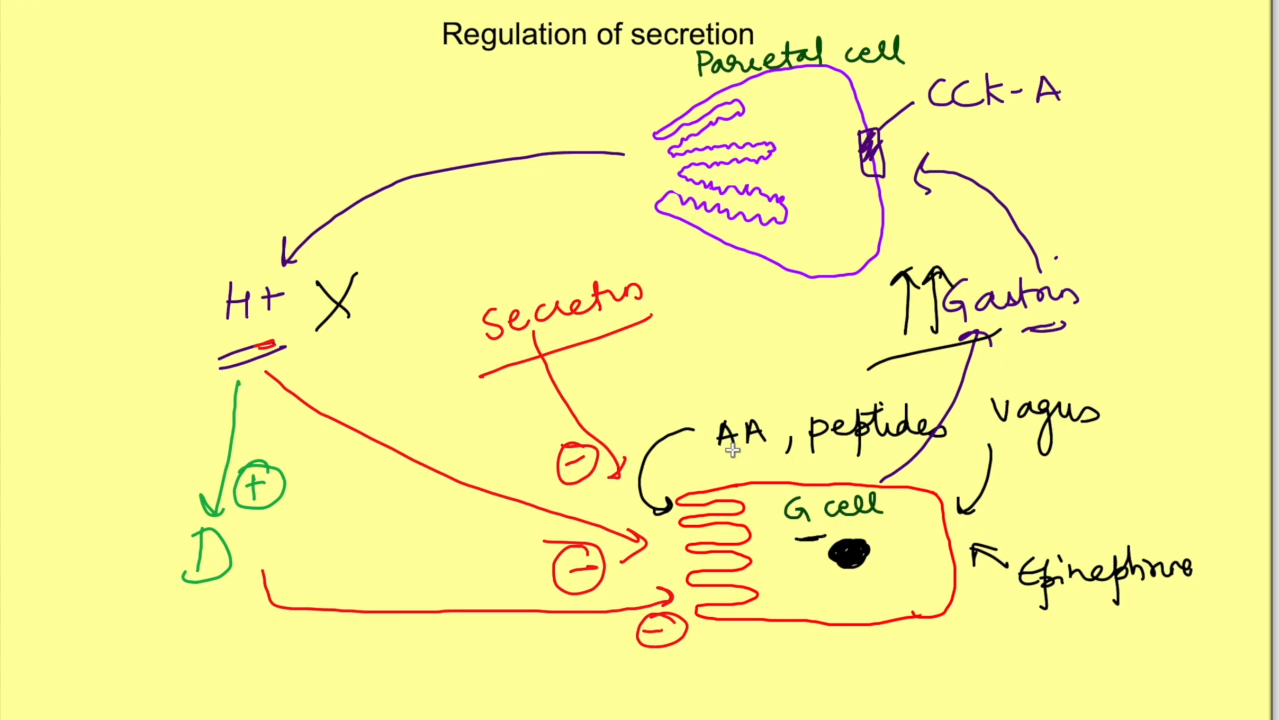 Regulation of secretion
Parietal cell
CCK-A
H+ X
Secretin
Gastrin
AA, peptides
Vagus
G cell
+
-
D
-
Epinephrine
-